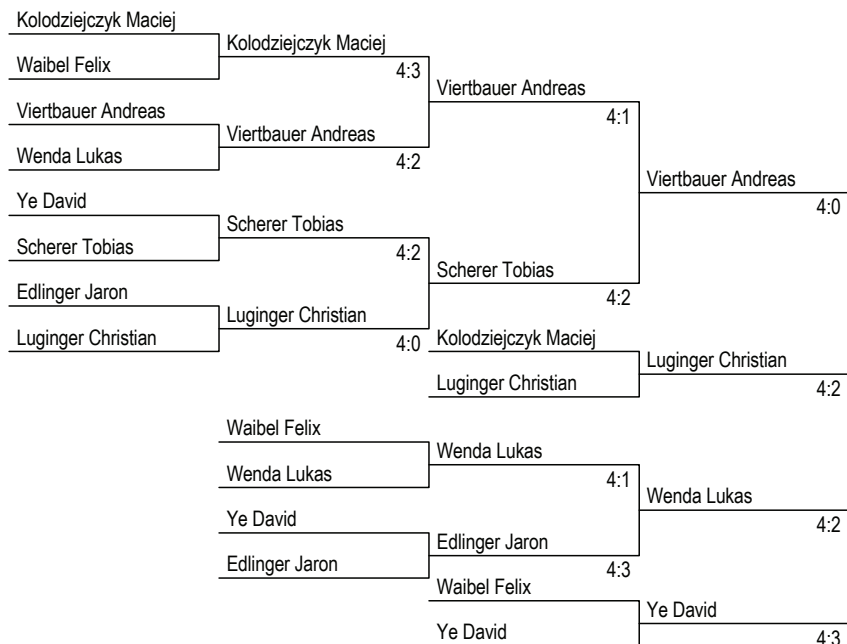 Kolodziejczyk Maciej
Kolodziejczyk Maciej
Waibel Felix
4:3
Viertbauer Andreas
Viertbauer Andreas
4:1
Viertbauer Andreas
Wenda Lukas
4:2
Viertbauer Andreas
4:0
Ye David
Scherer Tobias
Scherer Tobias
4:2
Scherer Tobias
4:2
Edlinger Jaron
Luginger Christian
Luginger Christian
4:0
Kolodziejczyk Maciej
Luginger Christian
4:2
Luginger Christian
Waibel Felix
Wenda Lukas
Wenda Lukas
4:1
Wenda Lukas
4:2
Ye David
Edlinger Jaron
Edlinger Jaron
4:3
Waibel Felix
Ye David
Ye David
4:3